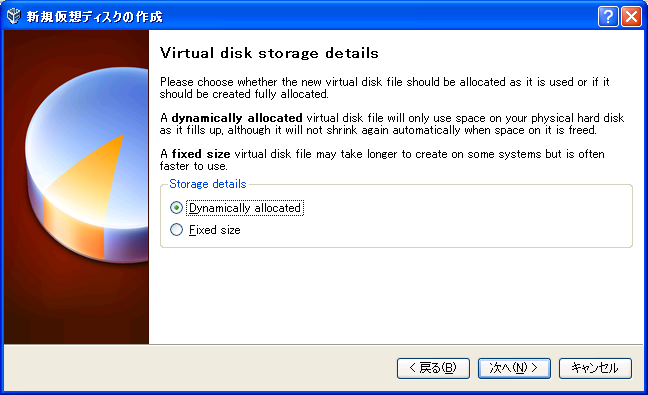 新規仮想ディスクの作成
Virtual disk storage details
Please choose whether the new virtual disk file should be allocated as it is used or if it
should be created fully allocated.
A dynamically allocated virtual disk file will only use space on your physical hard disk
as it fills up, although it will not shrink again automatically when space on it is freed.
A fixed size virtual disk file may take longer to create on some systems but is often
faster to use.
Storage details
Dynamically allocated
Fixed size
< 戻る(B)
次へ(N) >
キャンセル